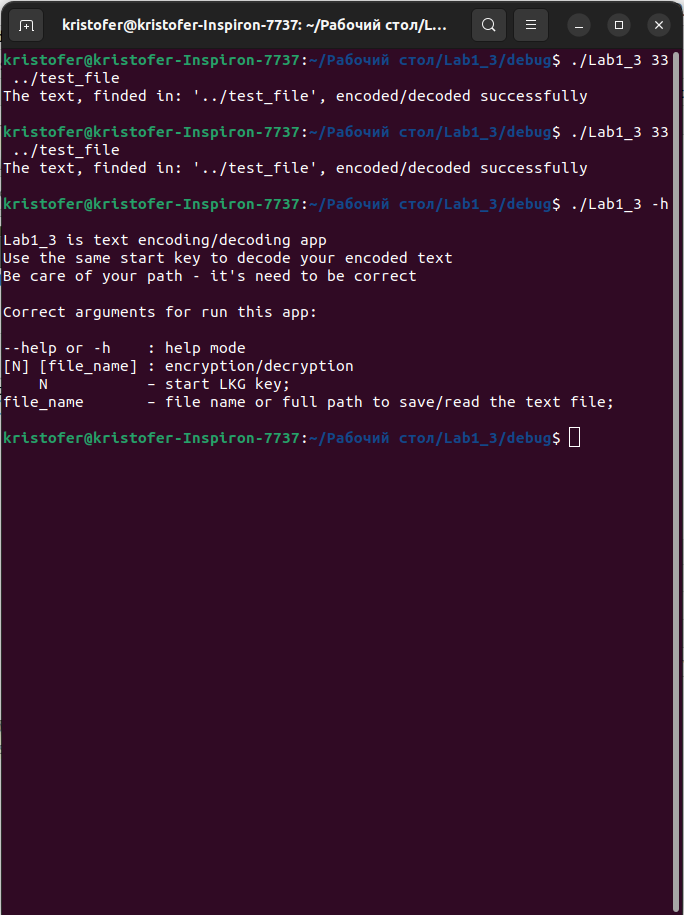 kristofer@kristofer-Inspiron-7737: ~/Рабочий стол/L...
kristofer@kristofer-Inspiron-7737:~/Рабочий стол/Lab1_3/debug$ ./Lab1_3 33
../test_file
The text, finded in: '../test_file', encoded/decoded successfully
kristofer@kristofer-Inspiron-7737:~/Рабочий стол/Lab1_3/debug$ ./Lab1_3 33
../test_file
The text, finded in: '../test_file', encoded/decoded successfully
kristofer@kristofer-Inspiron-7737:~/Рабочий стол/Lab1_3/debug$ ./Lab1_3 -h
Lab1_3 is text encoding/decoding app
Use the same start key to decode your encoded text
Be care of your path - it's need to be correct
Correct arguments for run this app:
--help or -h    : help mode
[N] [file_name] : encryption/decryption
    N           – start LKG key;
file_name       – file name or full path to save/read the text file;
kristofer@kristofer-Inspiron-7737:~/Рабочий стол/Lab1_3/debug$